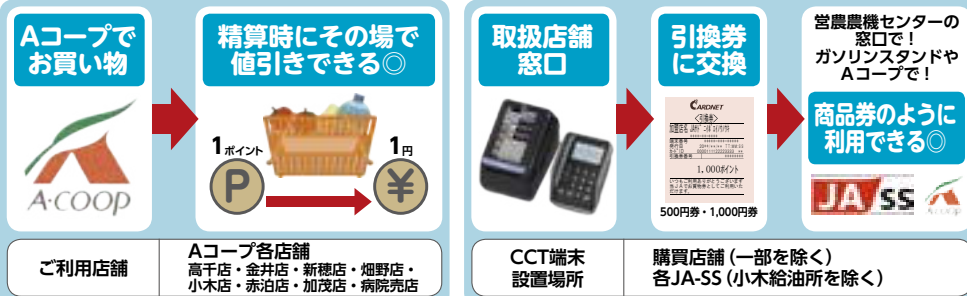 Aコープで
お買い物
精算時にその場で
値引きできる◎
A·COOP
1ポイント
P
1円
¥
ご利用店舗
Aコープ各店舗
高千店・金井店・新穂店・畑野店・
小木店・赤泊店・加茂店・病院売店
取扱店舗
窓口
引換券
に交換
CARDNET
<引換券>
1,000ポイント
500円券・1,000円券
営農農機センターの
窓口で！
ガソリンスタンドや
Aコープで！
商品券のように
利用できる◎
JA/SS
A·COOP
CCT端末
設置場所
購買店舗（一部を除く）
各JA-SS（小木給油所を除く）